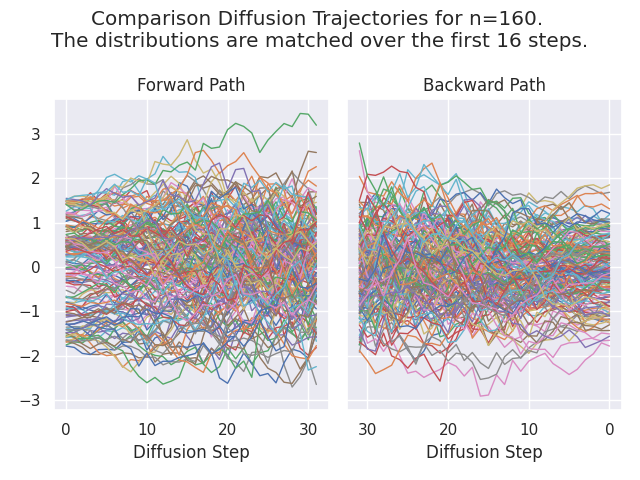 Comparison Diffusion Trajectories for n=160.
The distributions are matched over the first 16 steps.
Forward Path
Backward Path
3
2
1
0
−1
−2
−3
0 10 20 30
30 20 10 0
Diffusion Step
Diffusion Step